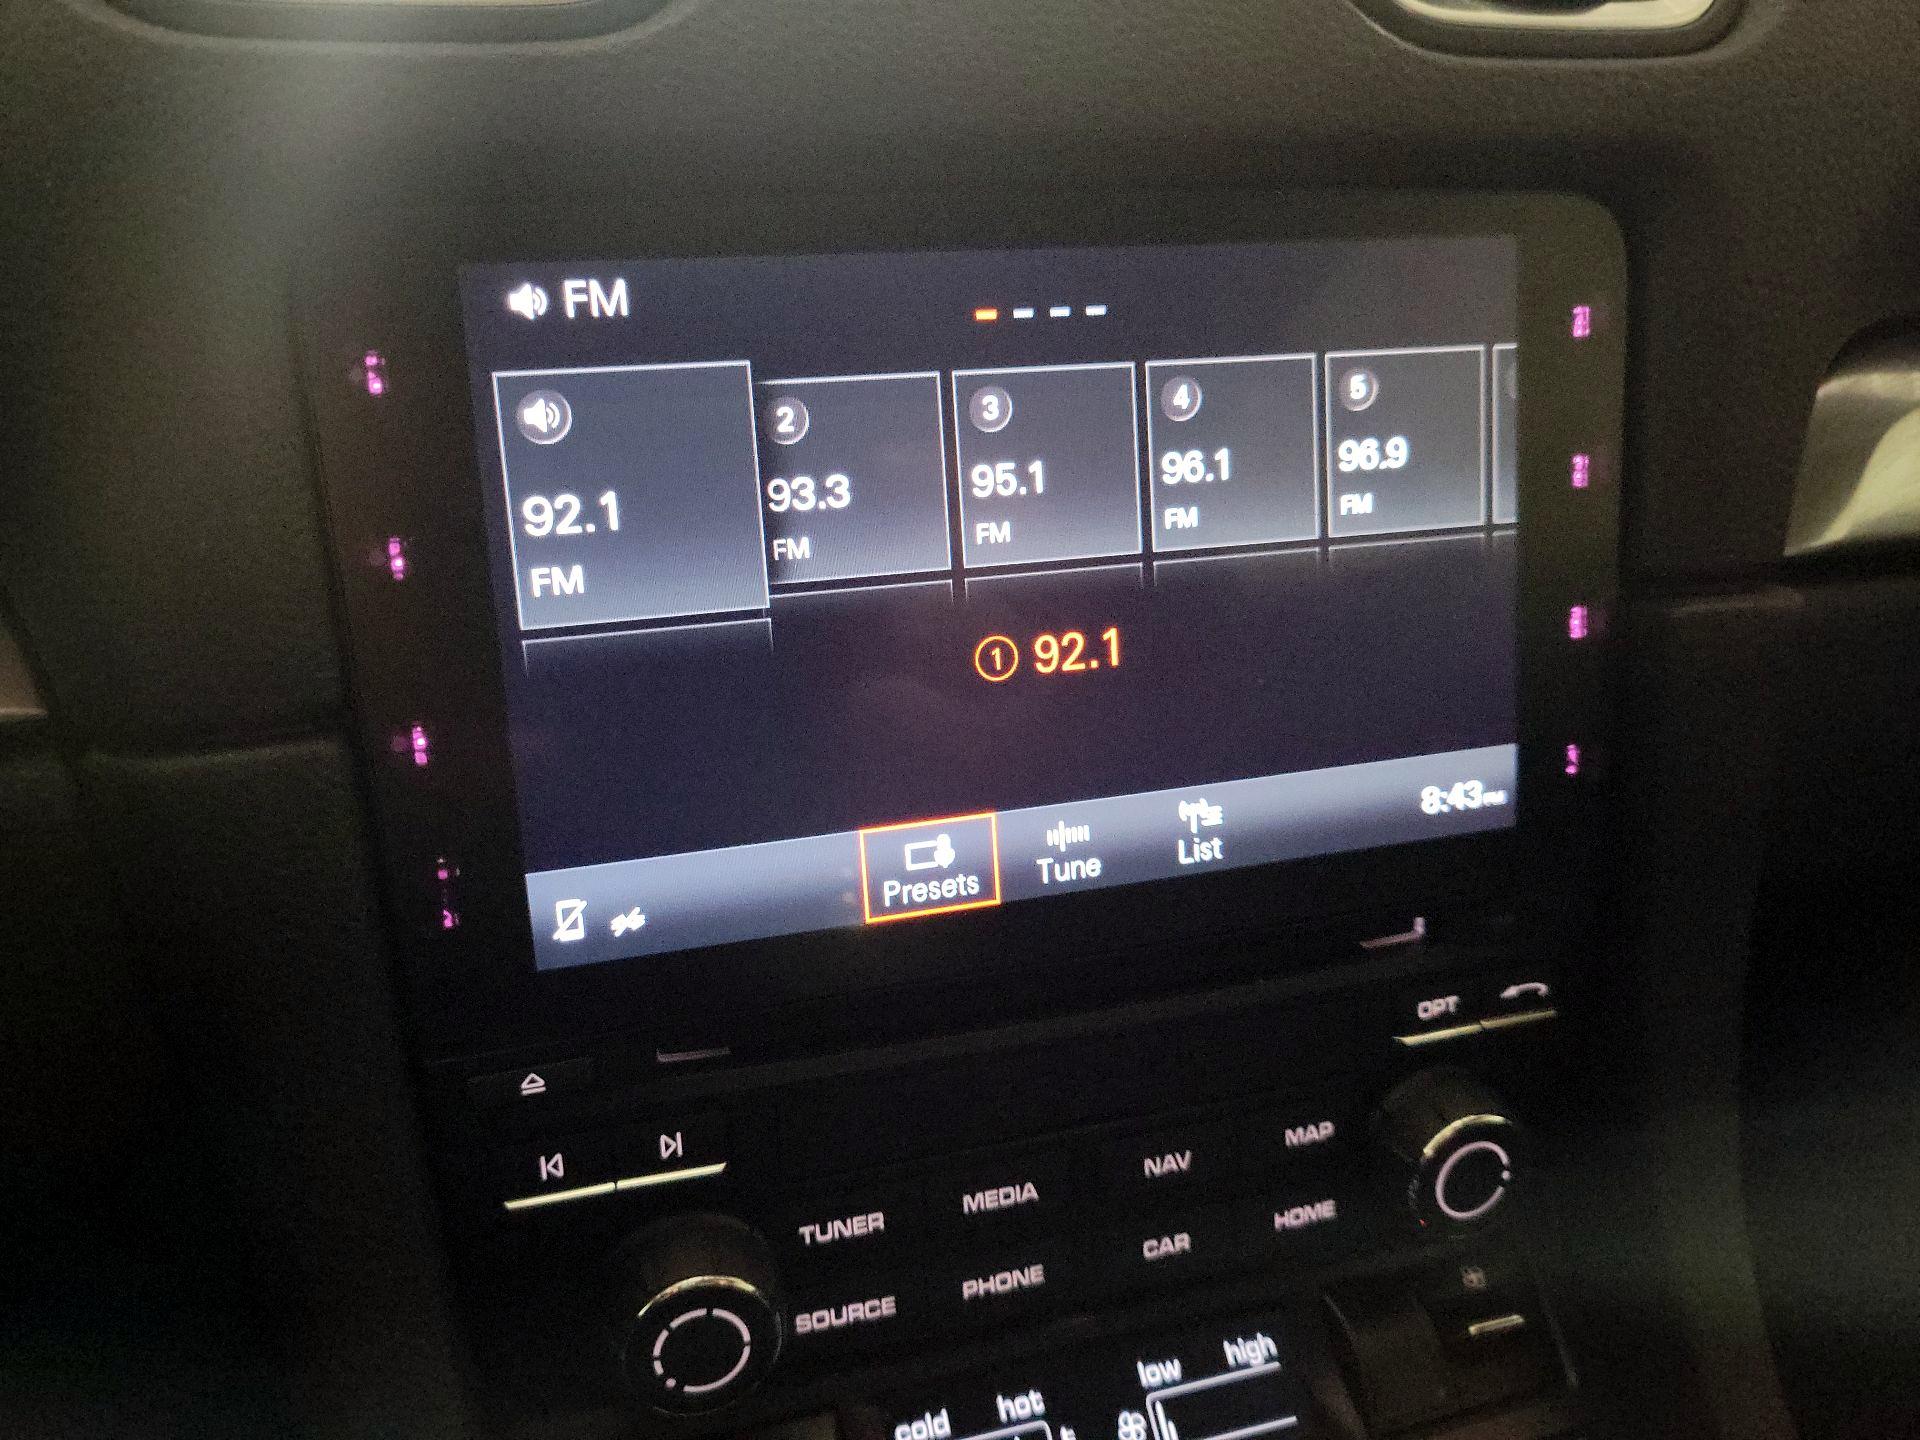 FM
92.1
FM
2
93.3
FM
3
95.1
FM
4
96.1
FM
5
96.9
FM
1 92.1
Presets
Tune
List
8:43
OPT
TUNER
MEDIA
NAV
MAP
SOURCE
PHONE
CAR
HOME
cold
hot
low
high